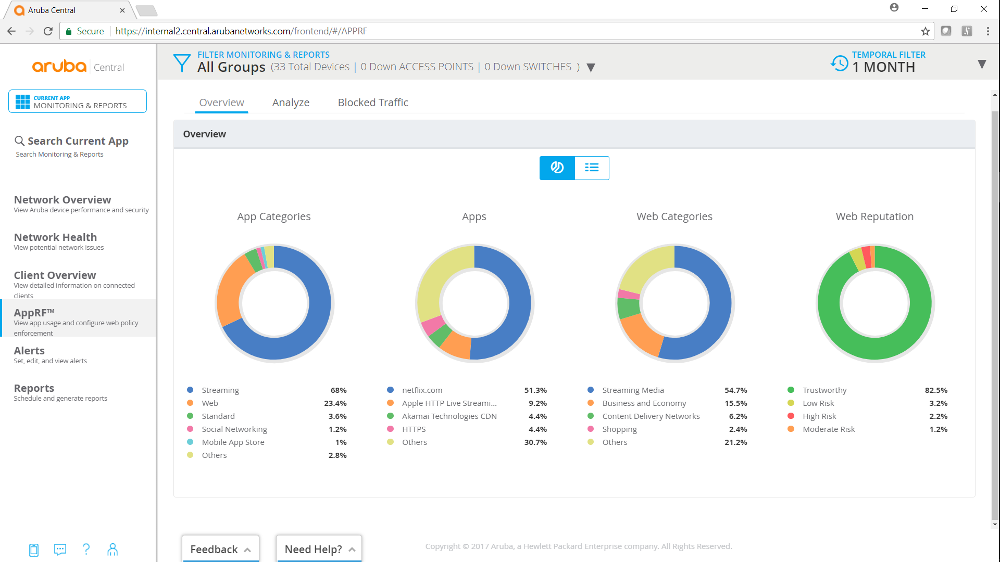 Aruba Central
Secure https://internal2.central.arubanetworks.com/frontend/#/APPRF
aruba Central
CURRENT APP
MONITORING & REPORTS
Search Current App
Search Monitoring & Reports
Network Overview
View Aruba device performance and security
Network Health
View potential network issues
Client Overview
View detailed information on connected
clients
AppRF™
View app usage and configure web policy
enforcement
Alerts
Set, edit, and view alerts
Reports
Schedule and generate reports
FILTER MONITORING & REPORTS
All Groups (33 Total Devices | 0 Down ACCESS POINTS | 0 Down SWITCHES )
TEMPORAL FILTER
1 MONTH
Overview Analyze Blocked Traffic
Overview
App Categories
Streaming 68%
Web 23.4%
Standard 3.6%
Social Networking 1.2%
Mobile App Store 1%
Others 2.8%
Apps
netflix.com 51.3%
Apple HTTP Live Streami... 9.2%
Akamai Technologies CDN 4.4%
HTTPS 4.4%
Others 30.7%
Web Categories
Streaming Media 54.7%
Business and Economy 15.5%
Content Delivery Networks 6.2%
Shopping 2.4%
Others 21.2%
Web Reputation
Trustworthy 82.5%
Low Risk 3.2%
High Risk 2.2%
Moderate Risk 1.2%
Feedback
Need Help?
Copyright © 2017 Aruba, a Hewlett Packard Enterprise company. All Rights Reserved.